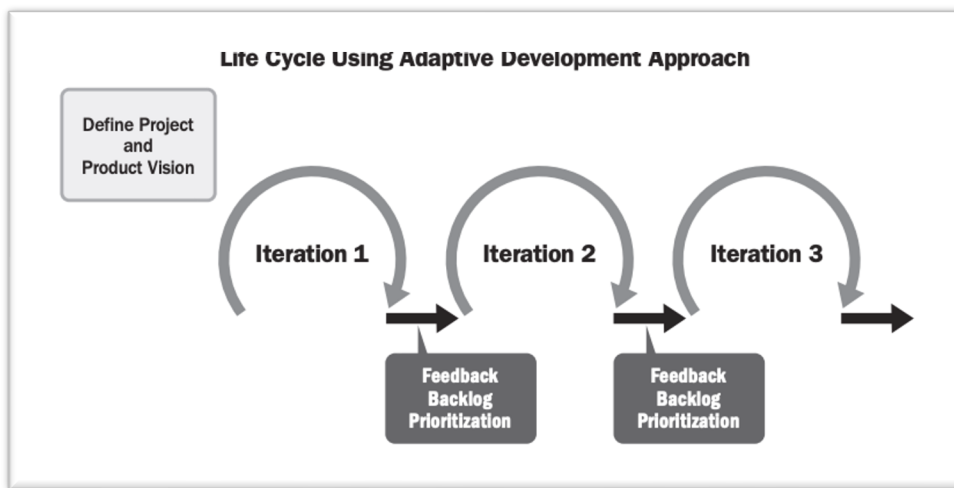 Life Cycle Using Adaptive Development Approach
Define Project
and
Product Vision
Iteration 1
Iteration 2
Iteration 3
Feedback
Backlog
Prioritization
Feedback
Backlog
Prioritization